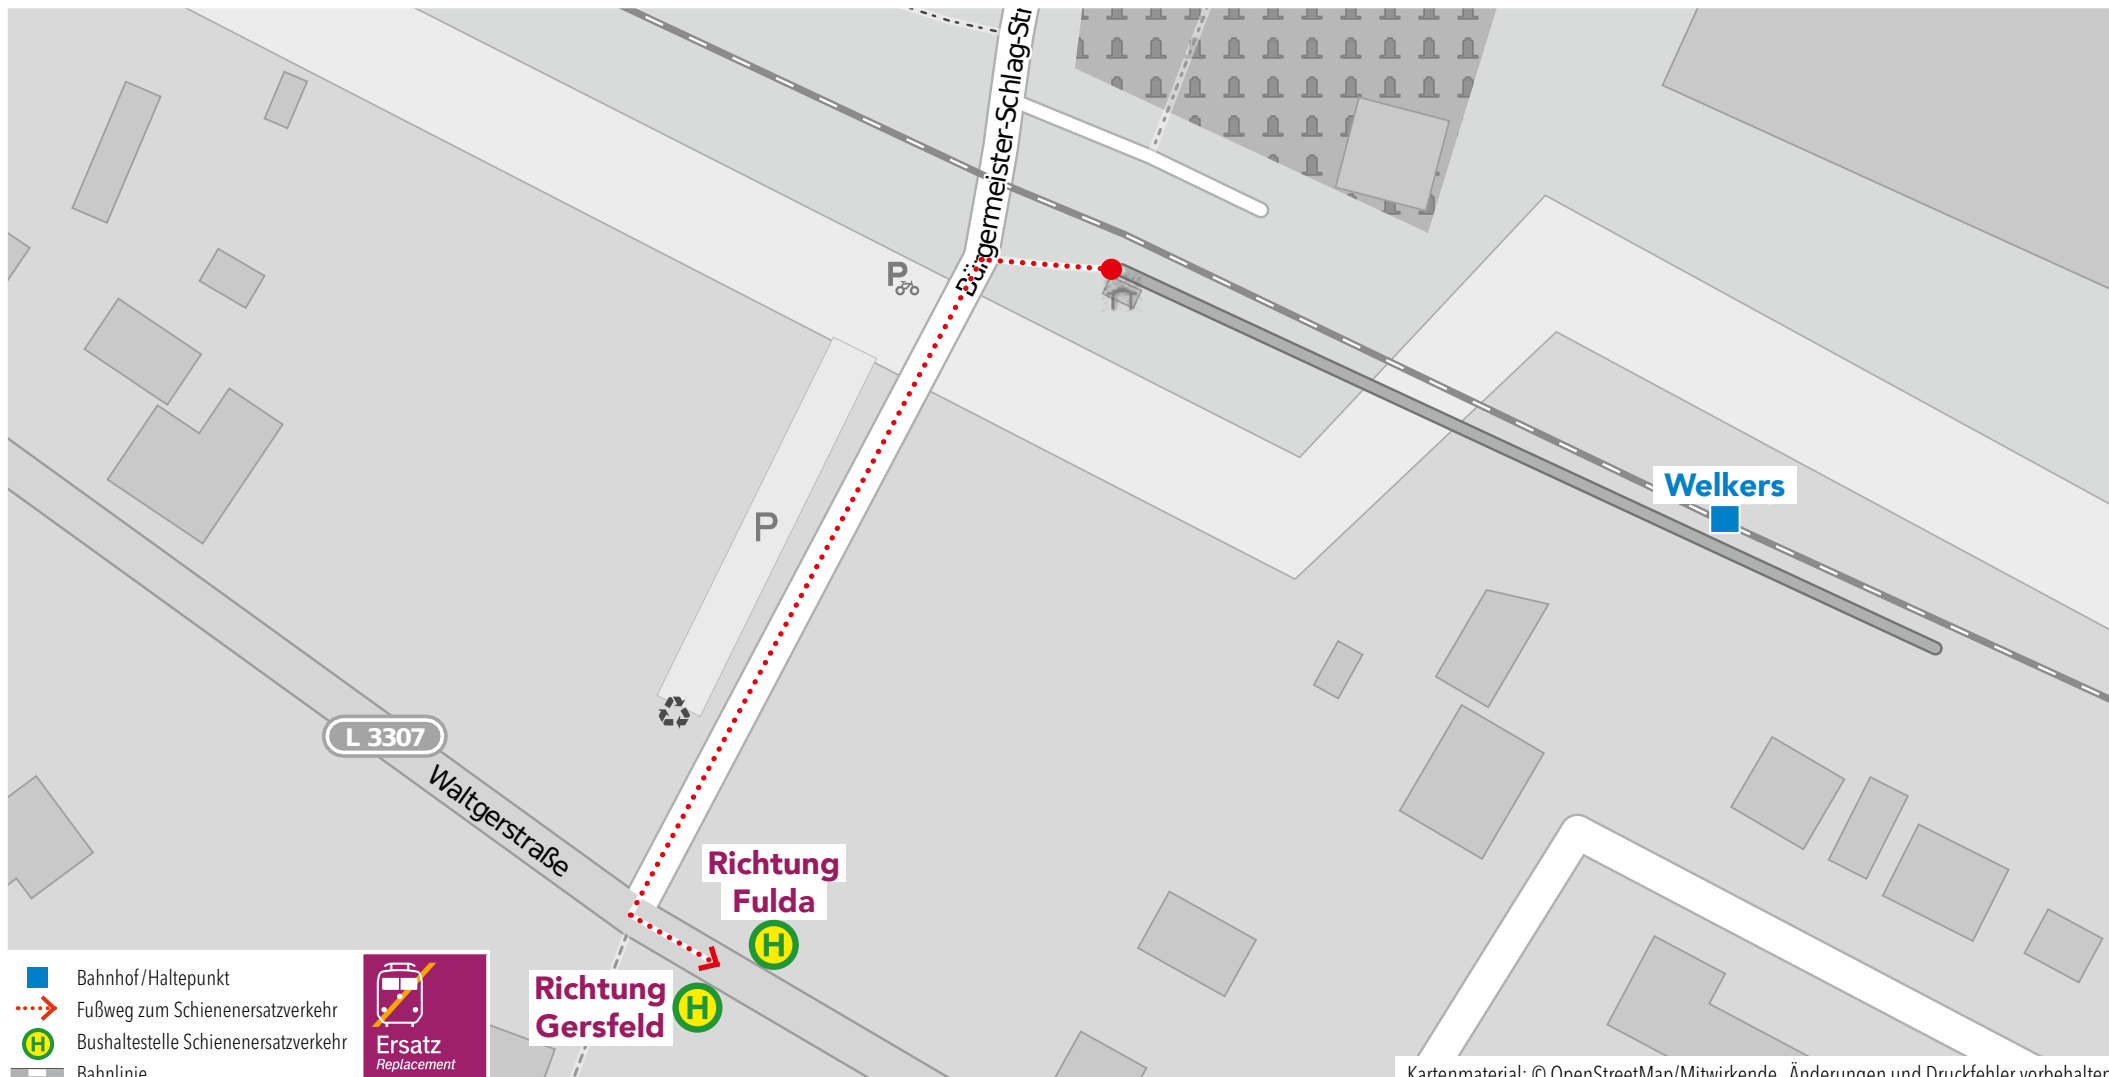 Bürgermeister-Schlag-Str
P
P
Welkers
L 3307
Waltgerstraße
Richtung
Fulda
H
Richtung
Gersfeld
H
Bahnhof/Haltepunkt
Fußweg zum Schienenersatzverkehr
H
Bushaltestelle Schienenersatzverkehr
Bahnlinie
Ersatz
Replacement
Kartenmaterial: © OpenStreetMap/Mitwirkende, Änderungen und Druckfehler vorbehalten